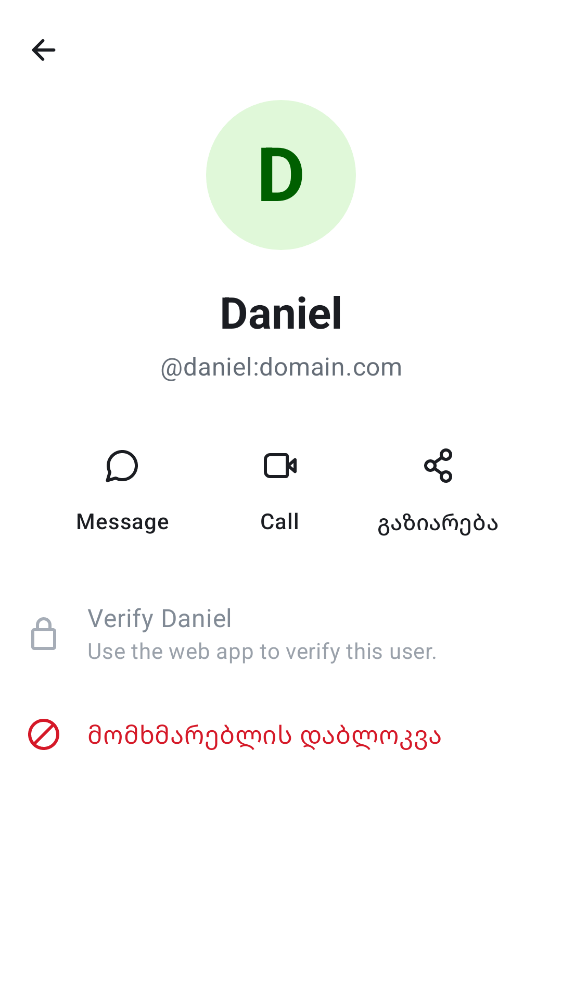 D
Daniel
@daniel:domain.com
Message
Call
გაზიარება
Verify Daniel
Use the web app to verify this user.
მომხმარებლის დაბლოკვა